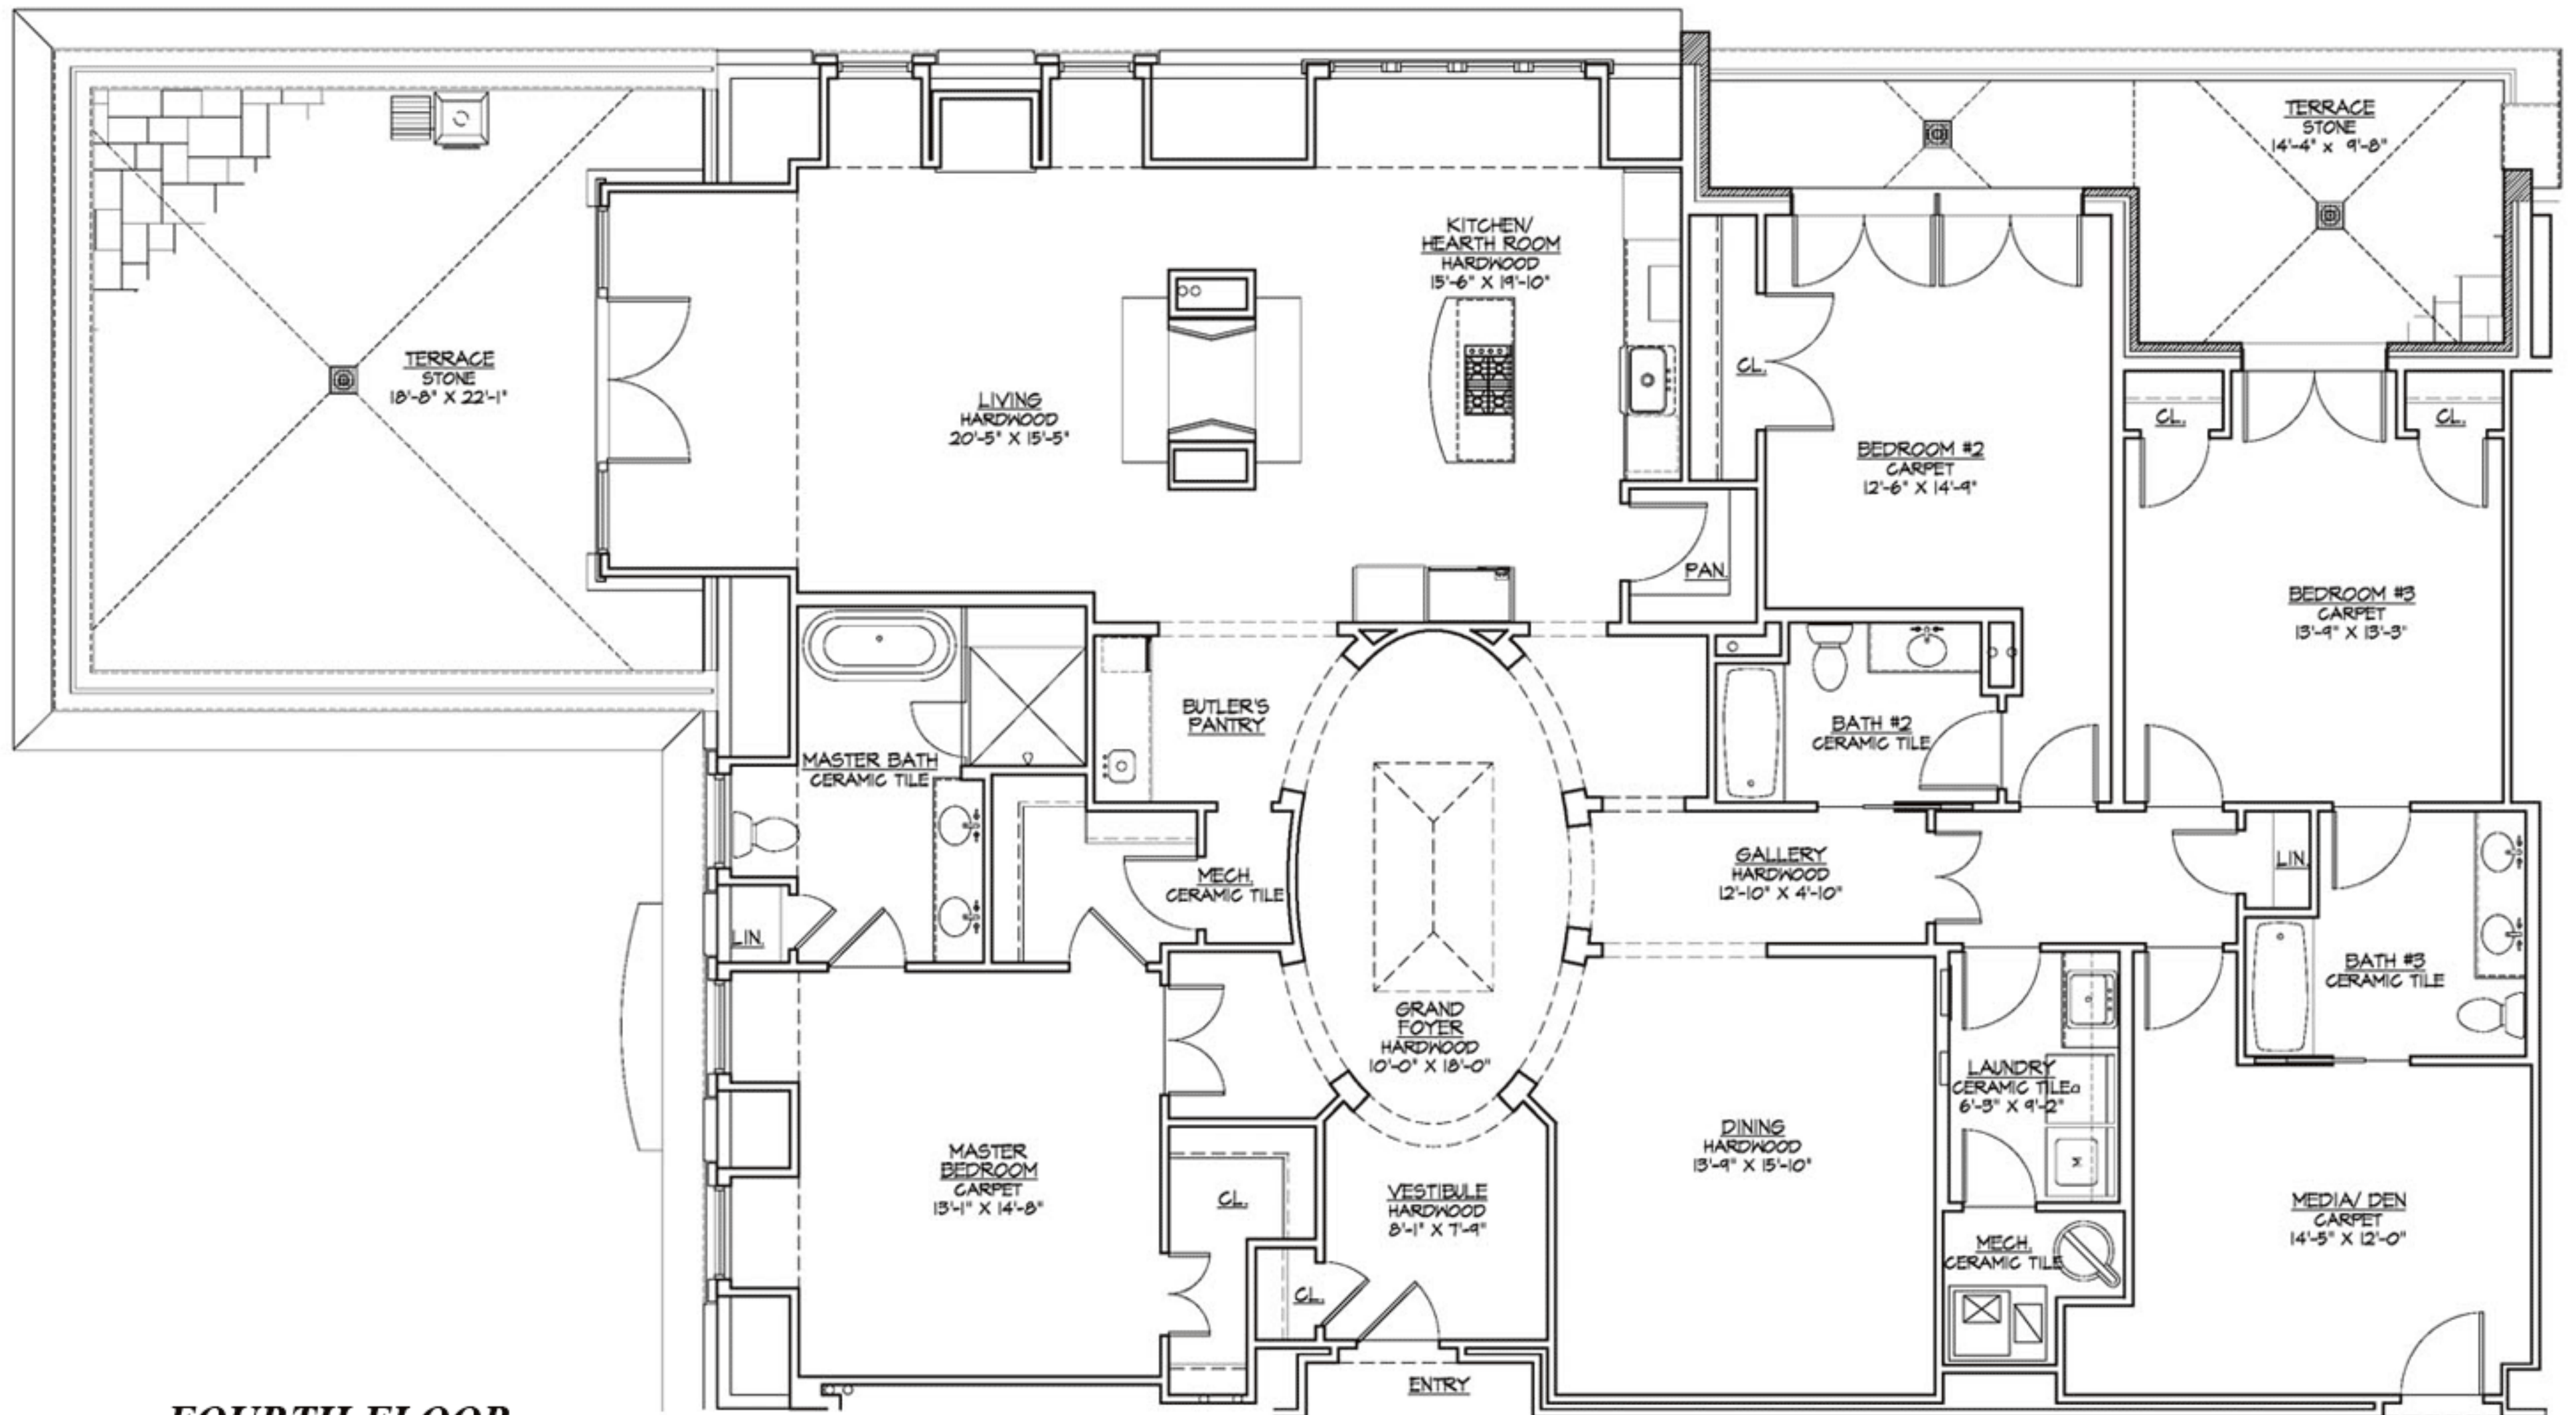 TERRACE
STONE
14'-4" x 9'-8"
KITCHEN/
HEARTH ROOM
HARDWOOD
15'-6" X 19'-10"
TERRACE
STONE
18'-8" X 22'-1"
LIVING
HARDWOOD
20'-5" X 15'-5"
CL.
CL.
CL.
BEDROOM #2
CARPET
12'-6" X 14'-9"
PAN.
BEDROOM #3
CARPET
13'-9" X 13'-3"
BUTLER'S
PANTRY
BATH #2
CERAMIC TILE
MASTER BATH
CERAMIC TILE
MECH.
CERAMIC TILE
GALLERY
HARDWOOD
12'-10" X 4'-10"
LIN.
LIN.
BATH #3
CERAMIC TILE
GRAND
FOYER
HARDWOOD
10'-0" X 18'-0"
LAUNDRY
CERAMIC TILE
6'-3" X 9'-2"
DINING
HARDWOOD
13'-9" X 15'-10"
MASTER
BEDROOM
CARPET
13'-1" X 14'-8"
CL.
VESTIBULE
HARDWOOD
8'-1" X 7'-9"
MEDIA/ DEN
CARPET
14'-5" X 12'-0"
MECH.
CERAMIC TILE
CL.
ENTRY
FOURTH FLOOR